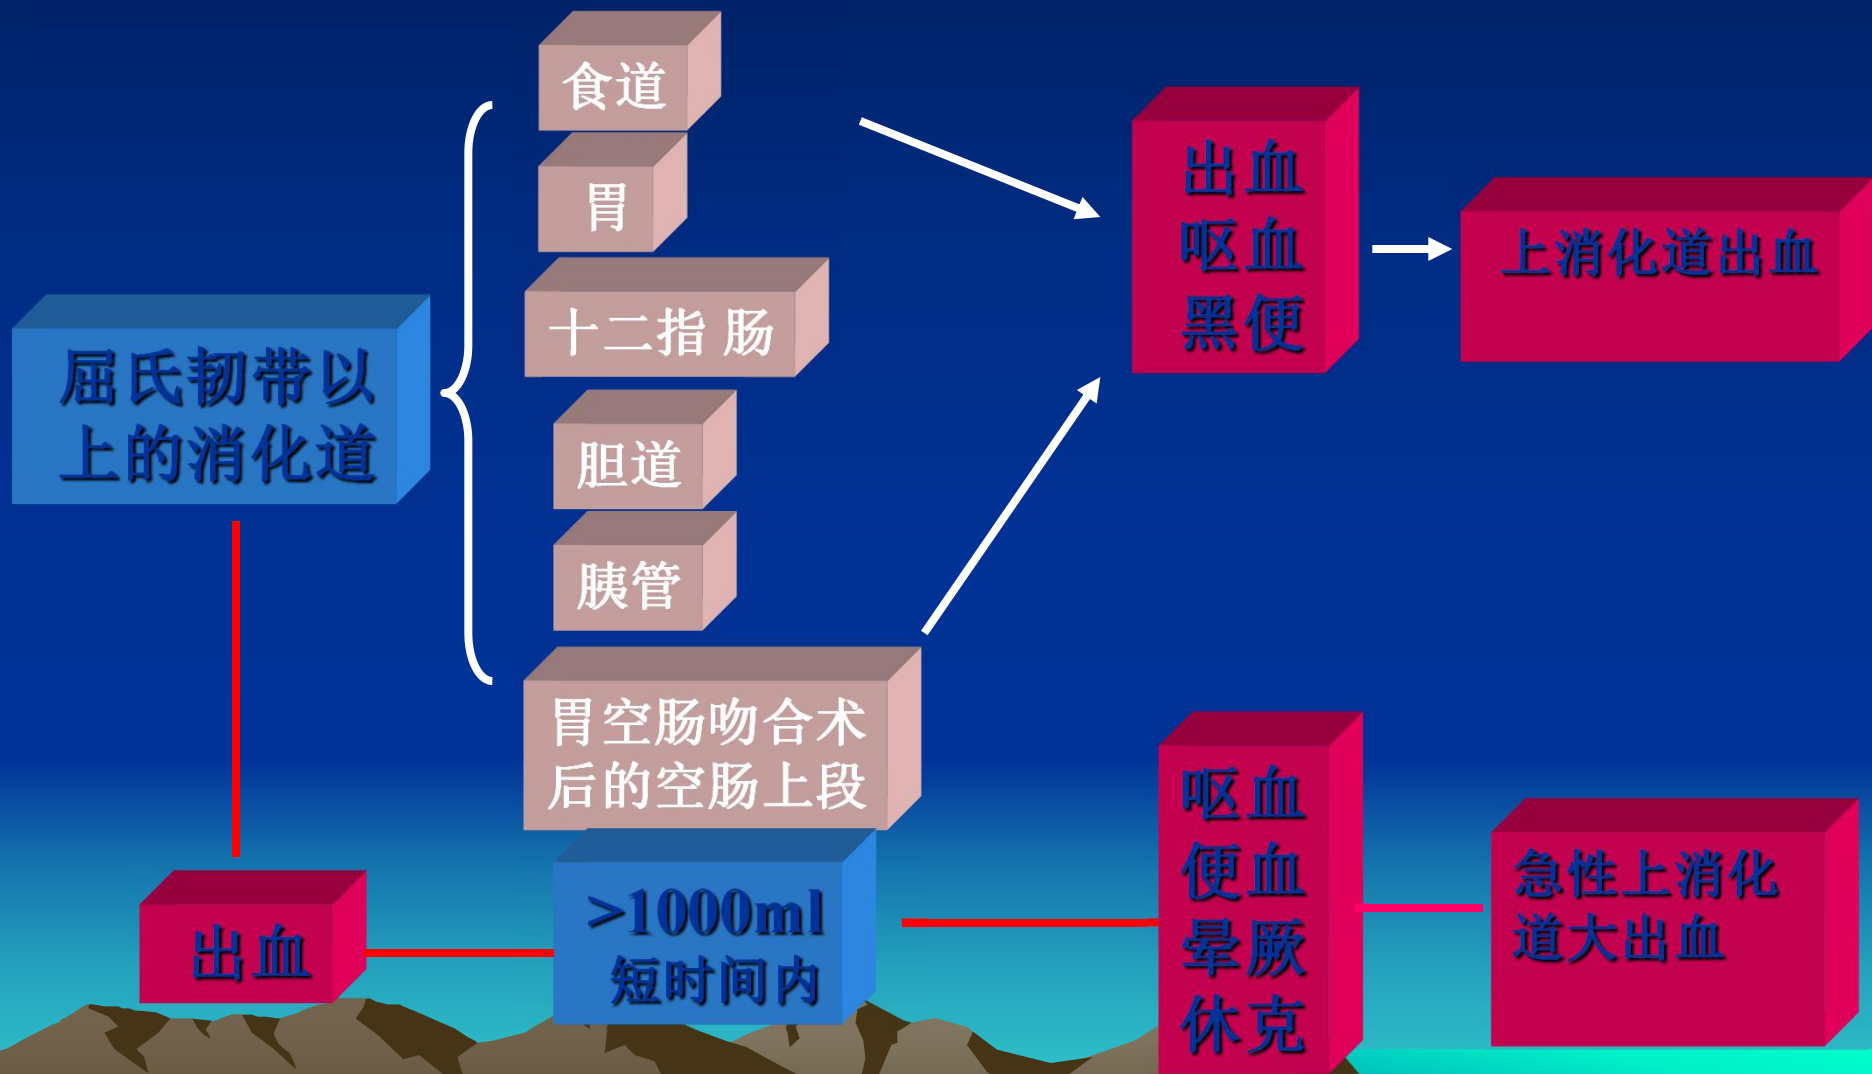 食道
胃
十二指 肠
胆道
胰管
胃空肠吻合术
后的空肠上段
屈氏韧带以
上的消化道
出血
呕血
黑便
上消化道出血
出血
>1000ml
短时间内
呕血
便血
晕厥
休克
急性上消化
道大出血